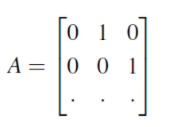 0 1 0
A = 0 0 1
. . .